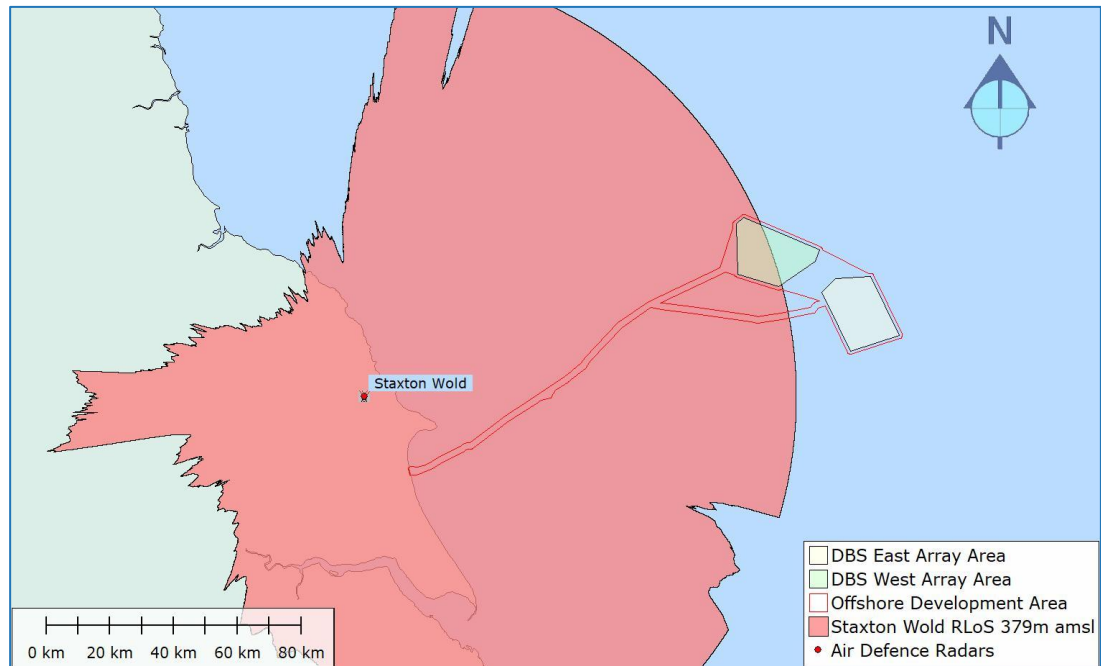 N
Staxton Wold
DBS East Array Area
DBS West Array Area
Offshore Development Area
Staxton Wold RLoS 379m amsl
Air Defence Radars
0 km 20 km 40 km 60 km 80 km